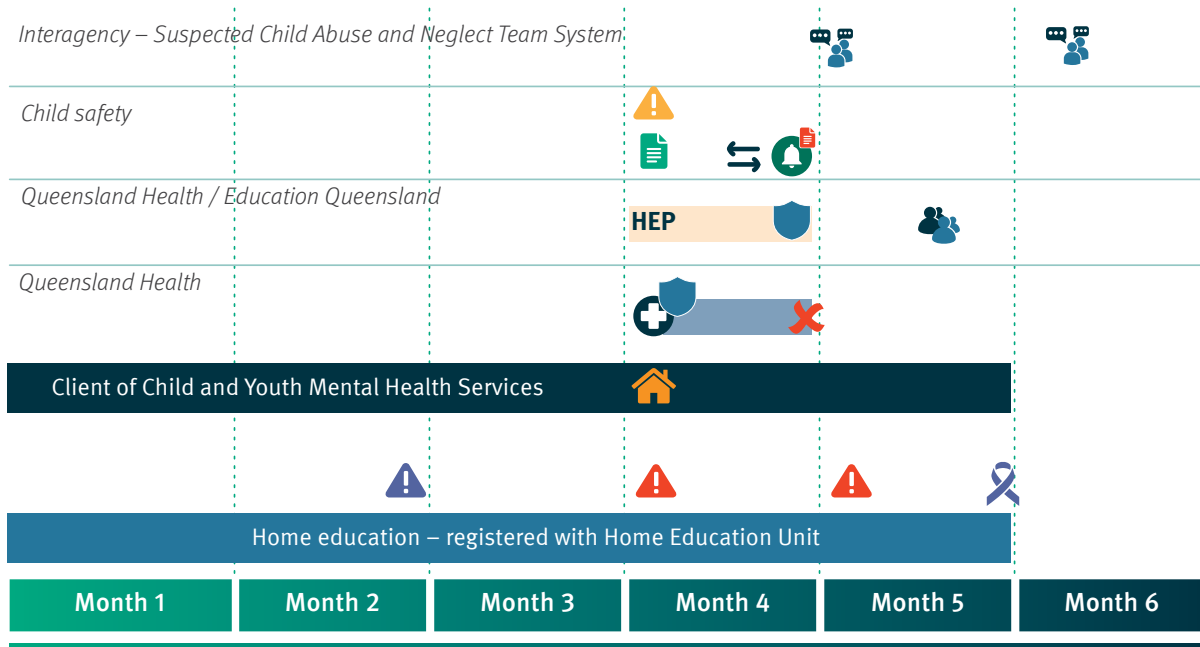 Interagency – Suspected Child Abuse and Neglect Team System
Child safety
Queensland Health / Education Queensland
HEP
Queensland Health
Client of Child and Youth Mental Health Services
Home education – registered with Home Education Unit
Month 1 Month 2 Month 3 Month 4 Month 5 Month 6